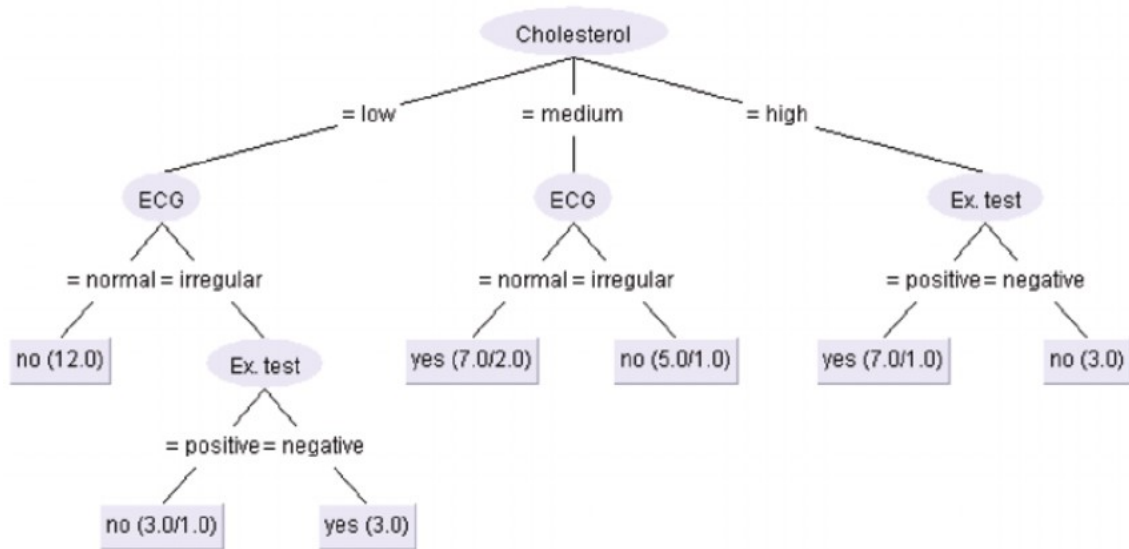 Cholesterol
= low = medium = high
ECG ECG Ex. test
= normal = irregular = normal = irregular = positive = negative
no (12.0) Ex. test yes (7.0/2.0) no (5.0/1.0) yes (7.0/1.0) no (3.0)
= positive = negative
no (3.0/1.0) yes (3.0)